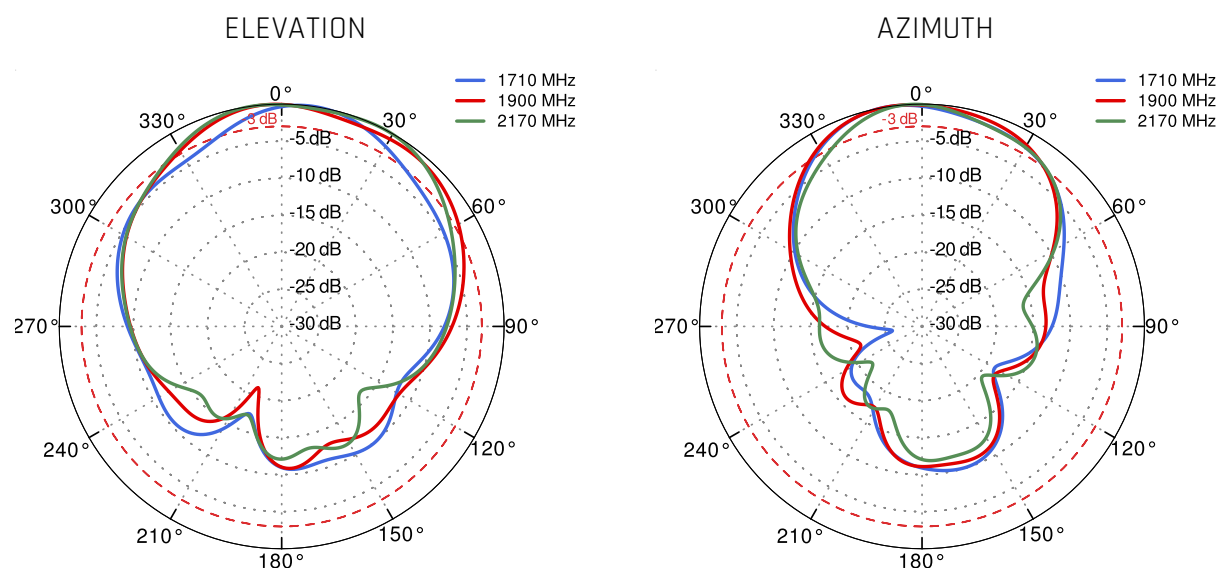 ELEVATION
1710 MHz
1900 MHz
2170 MHz
0°
3 dB
330°
30°
-5 dB
-10 dB
300°
60°
-15 dB
-20 dB
-25 dB
270°
-30 dB
90°
240°
120°
210°
150°
180°
AZIMUTH
1710 MHz
1900 MHz
2170 MHz
0°
-3 dB
330°
30°
-5 dB
-10 dB
300°
60°
-15 dB
-20 dB
-25 dB
270°
-30 dB
90°
240°
120°
210°
150°
180°